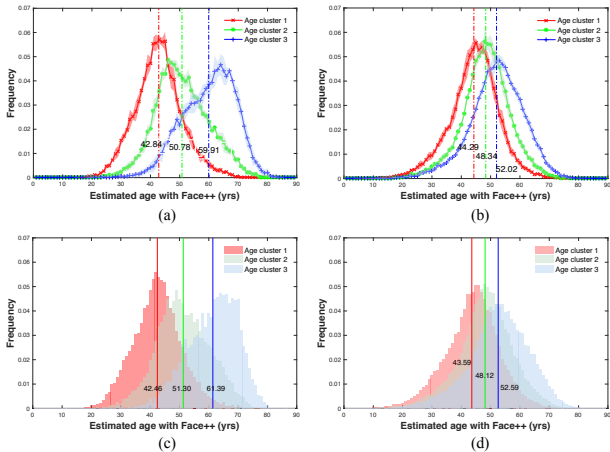 0.07
0.06
0.05
0.04
0.03
0.02
0.01
0
Frequency
Age cluster 1
Age cluster 2
Age cluster 3
42.84
50.78
59.91
0 10 20 30 40 50 60 70 80 90
Estimated age with Face++ (yrs)
(a)
0.07
0.06
0.05
0.04
0.03
0.02
0.01
0
Frequency
Age cluster 1
Age cluster 2
Age cluster 3
44.29
48.34
52.02
0 10 20 30 40 50 60 70 80 90
Estimated age with Face++ (yrs)
(b)
0.07
0.06
0.05
0.04
0.03
0.02
0.01
0
Frequency
Age cluster 1
Age cluster 2
Age cluster 3
42.46 51.30 61.39
0 10 20 30 40 50 60 70 80 90
Estimated age with Face++ (yrs)
(c)
0.07
0.06
0.05
0.04
0.03
0.02
0.01
0
Frequency
Age cluster 1
Age cluster 2
Age cluster 3
43.59
48.12
52.59
0 10 20 30 40 50 60 70 80 90
Estimated age with Face++ (yrs)
(d)